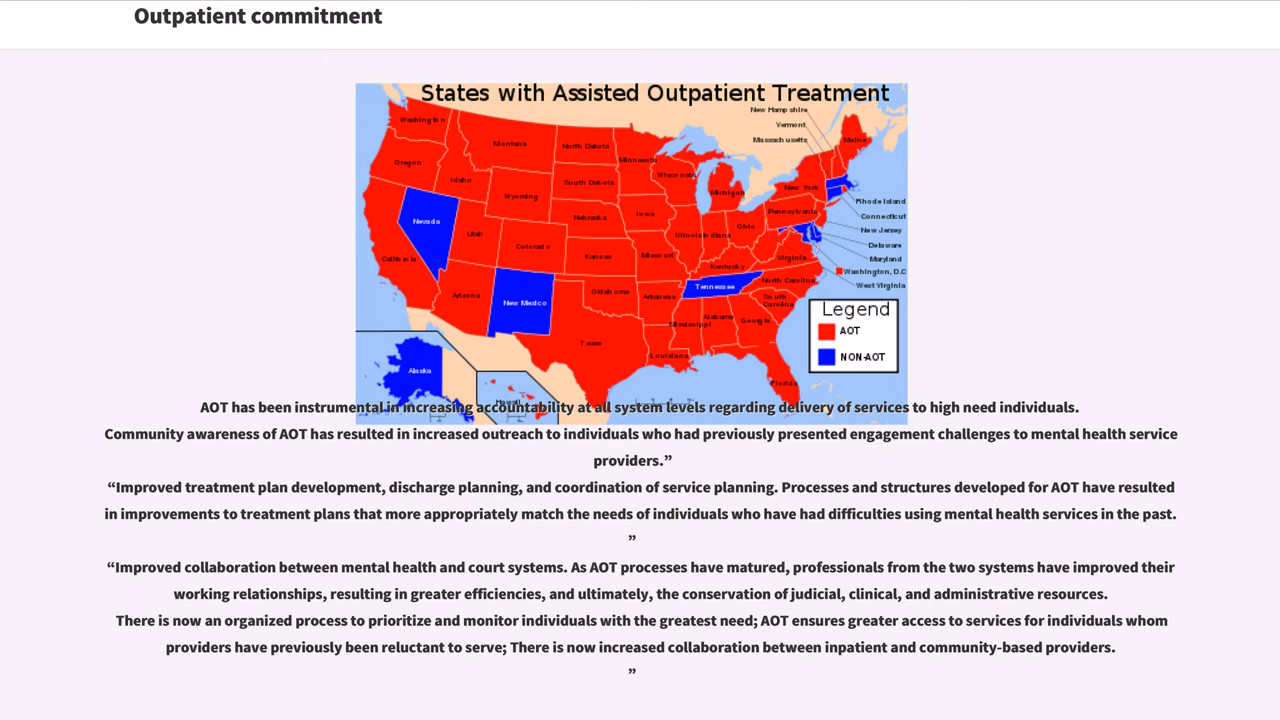 Outpatient commitment
States with Assisted Outpatient Treatment
New Hampshire
Vermont
Massachusetts
Washington
Montana
North Dakota
Minnesota
Maine
Oregon
Idaho
Wyoming
South Dakota
Wisconsin
Michigan
New York
Rhode Island
Connecticut
New Jersey
Delaware
Maryland
Washington, D.C
West Virginia
Nevada
Utah
Colorado
Nebraska
Iowa
Illinois
Indiana
Ohio
Pennsylvania
California
Kansas
Missouri
Kentucky
Virginia
Arizona
New Mexico
Oklahoma
Arkansas
Tennessee
North Carolina
South
Carolina
Mississippi
Alabama
Georgia
Texas
Louisiana
Florida
Alaska
Hawaii
Legend
AOT
NON-AOT
AOT has been instrumental in increasing accountability at all system levels regarding delivery of services to high need individuals.
Community awareness of AOT has resulted in increased outreach to individuals who had previously presented engagement challenges to mental health service
providers.”
“Improved treatment plan development, discharge planning, and coordination of service planning. Processes and structures developed for AOT have resulted
in improvements to treatment plans that more appropriately match the needs of individuals who have had difficulties using mental health services in the past.
”
“Improved collaboration between mental health and court systems. As AOT processes have matured, professionals from the two systems have improved their
working relationships, resulting in greater efficiencies, and ultimately, the conservation of judicial, clinical, and administrative resources.
There is now an organized process to prioritize and monitor individuals with the greatest need; AOT ensures greater access to services for individuals whom
providers have previously been reluctant to serve; There is now increased collaboration between inpatient and community-based providers.
”